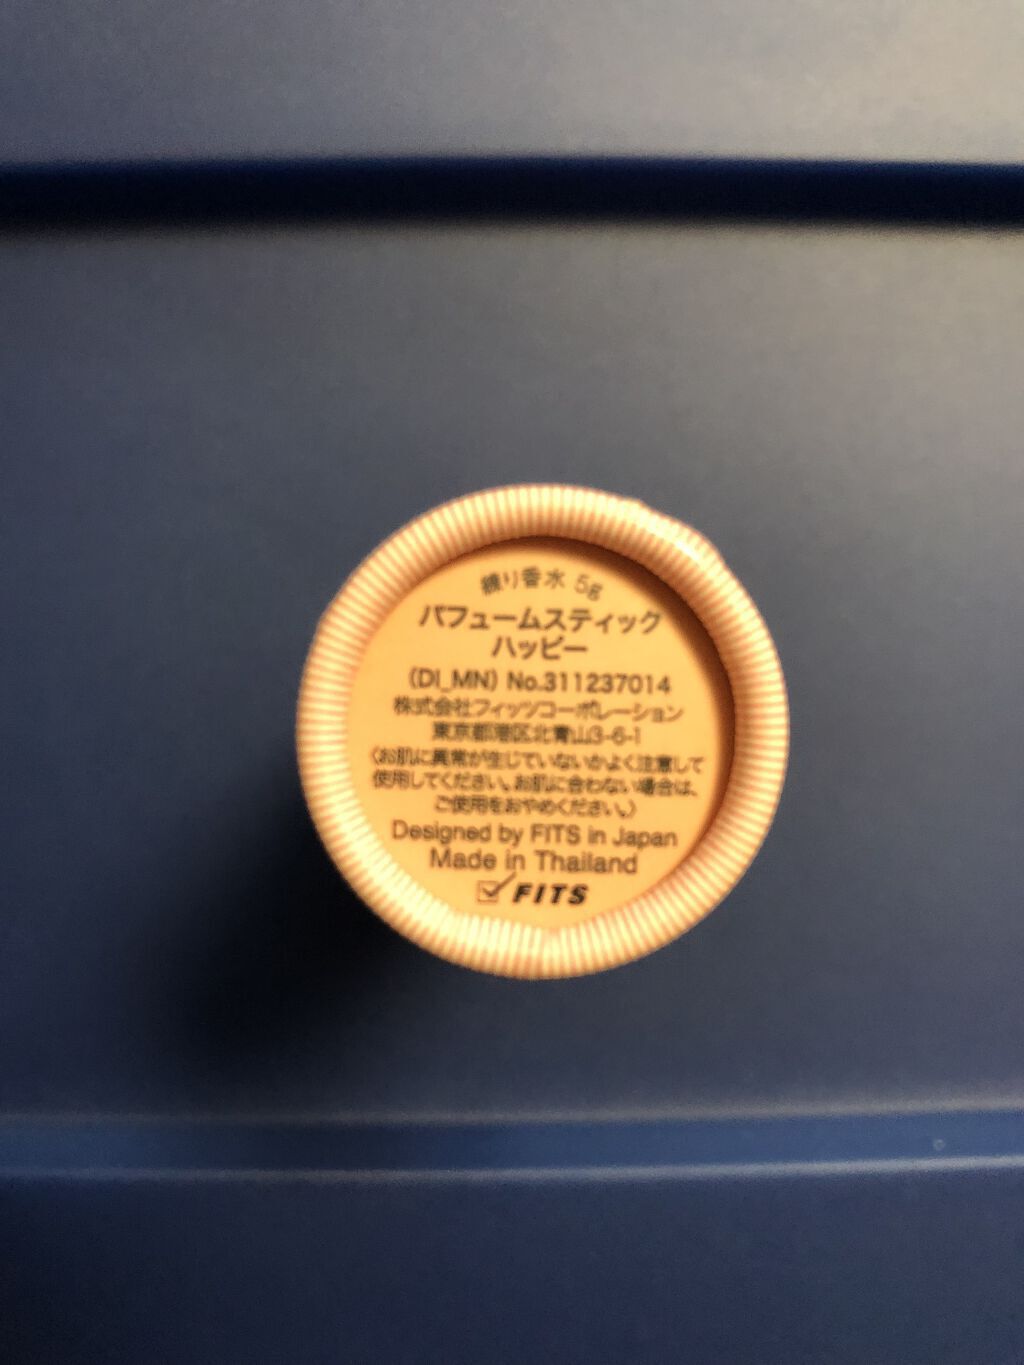 練り香水 5g
パフュームスティック
ハッピー
(DI_MN) No.311237014
株式会社フィッツコーポレーション
東京都港区北青山3-6-1
〈お肌に異常が生じていないかよく注意して
使用してください。お肌に合わない場合は、
ご使用をおやめください。〉
Designed by FITS in Japan
Made in Thailand
FITS